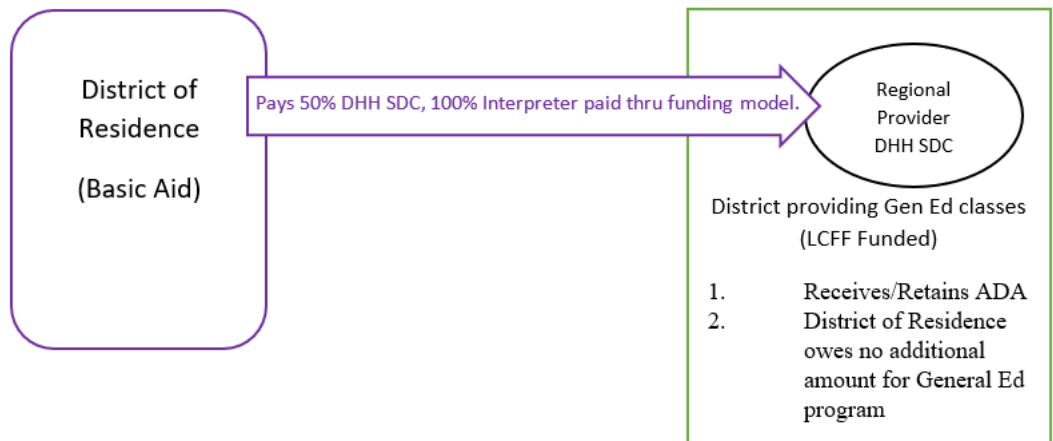 District of
Residence
(Basic Aid)
Pays 50% DHH SDC, 100% Interpreter paid thru funding model.
Regional
Provider
DHH SDC
District providing Gen Ed classes
(LCFF Funded)
1. Receives/Retains ADA
2. District of Residence
owes no additional
amount for General Ed
program